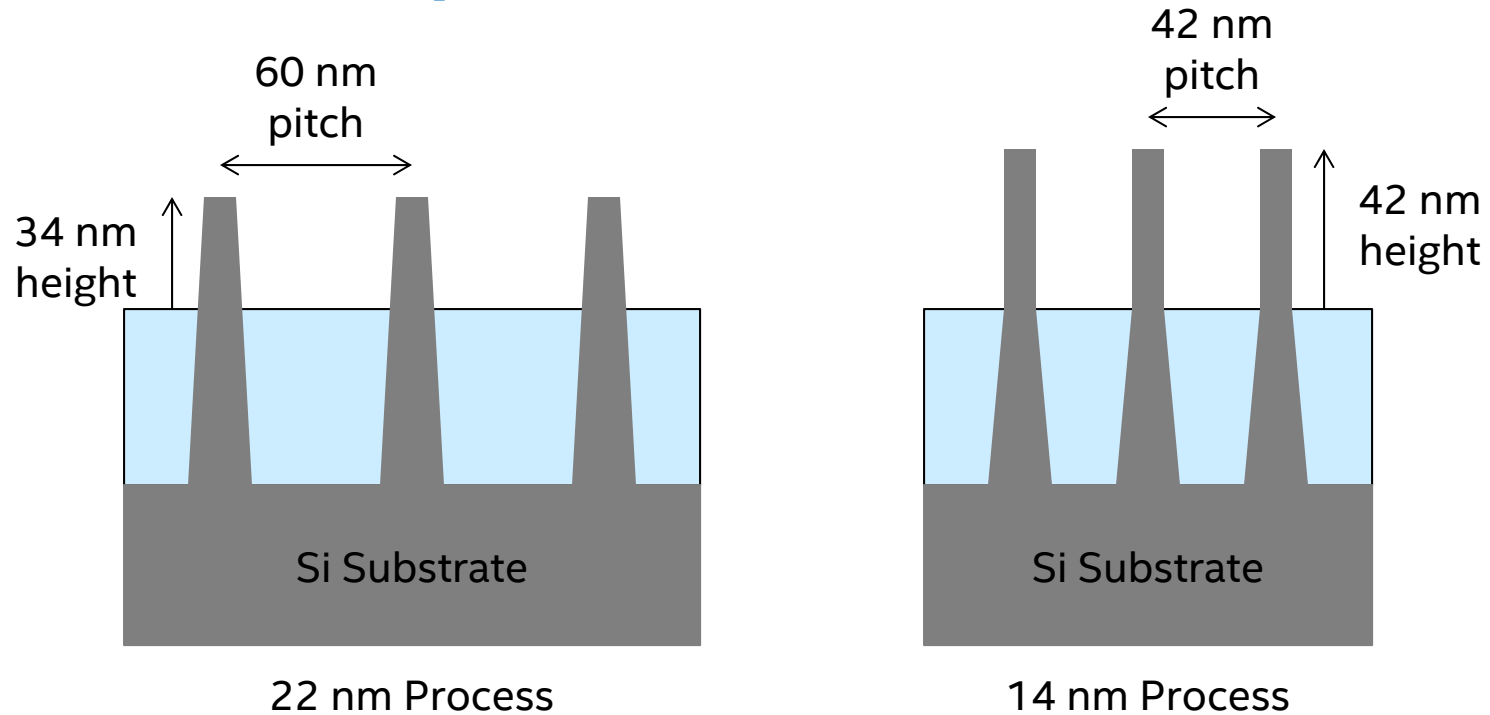 60 nm
pitch
34 nm
height
Si Substrate
22 nm Process
42 nm
pitch
42 nm
height
Si Substrate
14 nm Process